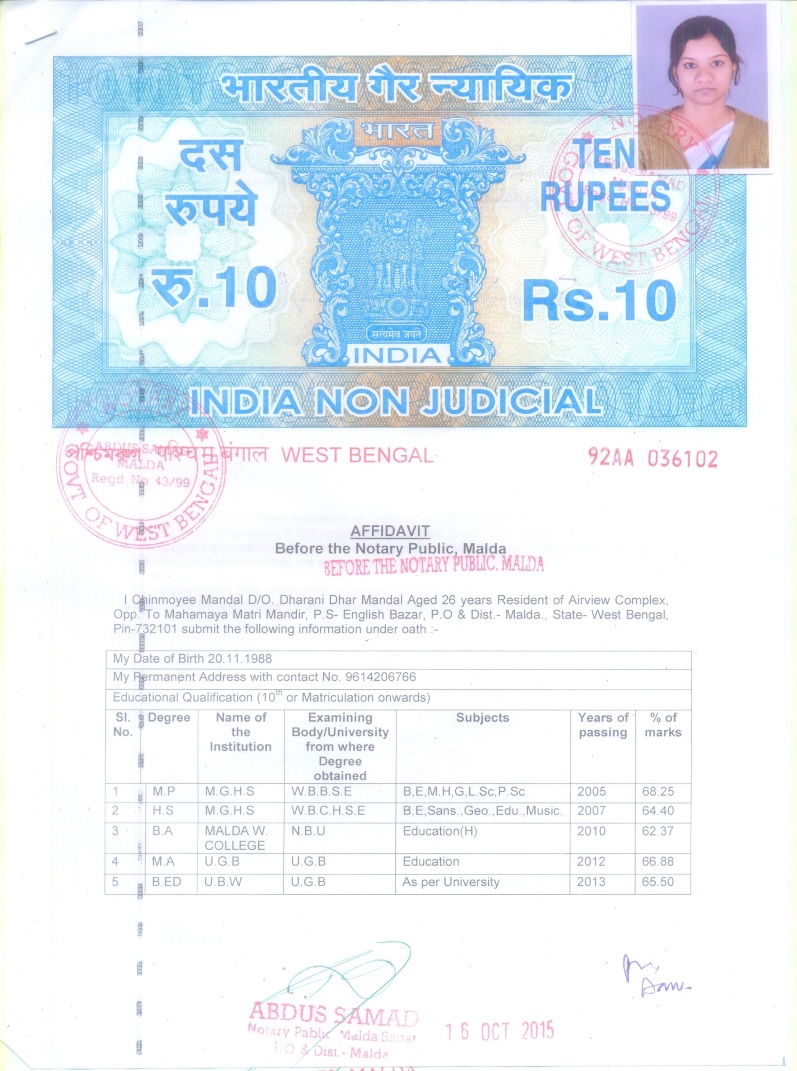 भारतीय गैर न्यायिक
भारत
दस
रुपये
रु.10
TEN
RUPEES
Rs.10
सत्यमेव जयते
INDIA
INDIA NON JUDICIAL
NOTARY
GOVT OF WEST BENGAL
ABDUS SAMAD
MALDA
Regd.No 43/99
GOVT OF WEST BENGAL
পশ্চিমবঙ্গ पश्चिम बंगाल WEST BENGAL
92AA 036102
AFFIDAVIT
Before the Notary Public, Malda
BEFORE THE NOTARY PUBLIC. MALDA
I Chinmoyee Mandal D/O. Dharani Dhar Mandal Aged 26 years Resident of Airview Complex,
Opp. To Mahamaya Matri Mandir, P.S- English Bazar, P.O & Dist.- Malda., State- West Bengal,
Pin-732101 submit the following information under oath :-
My Date of Birth 20.11.1988
My Permanent Address with contact No. 9614206766
Educational Qualification (10th or Matriculation onwards)
Sl. No. Degree Name of the Institution Examining Body/University from where Degree obtained Subjects Years of passing % of marks
1 M.P M.G.H.S W.B.B.S.E B,E,M.H,G,L.Sc,P.Sc 2005 68.25
2 H.S M.G.H.S W.B.C.H.S.E B,E,Sans.,Geo.,Edu.,Music. 2007 64.40
3 B.A MALDA W. COLLEGE N.B.U Education(H) 2010 62.37
4 M.A U.G.B U.G.B Education 2012 66.88
5 B.ED U.B.W U.G.B As per University 2013 65.50
ABDUS SAMAD
Notary Public Malda Sadar
P.O & Dist.- Malda
16 OCT 2015